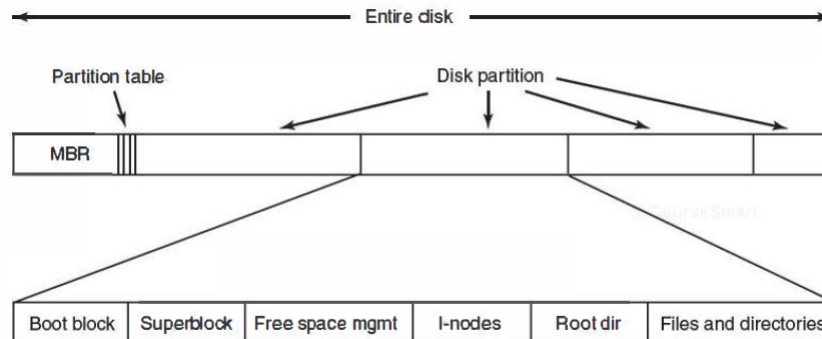 Entire disk
Partition table
Disk partition
MBR
CourseSmart
Boot block
Superblock
Free space mgmt
I-nodes
Root dir
Files and directories